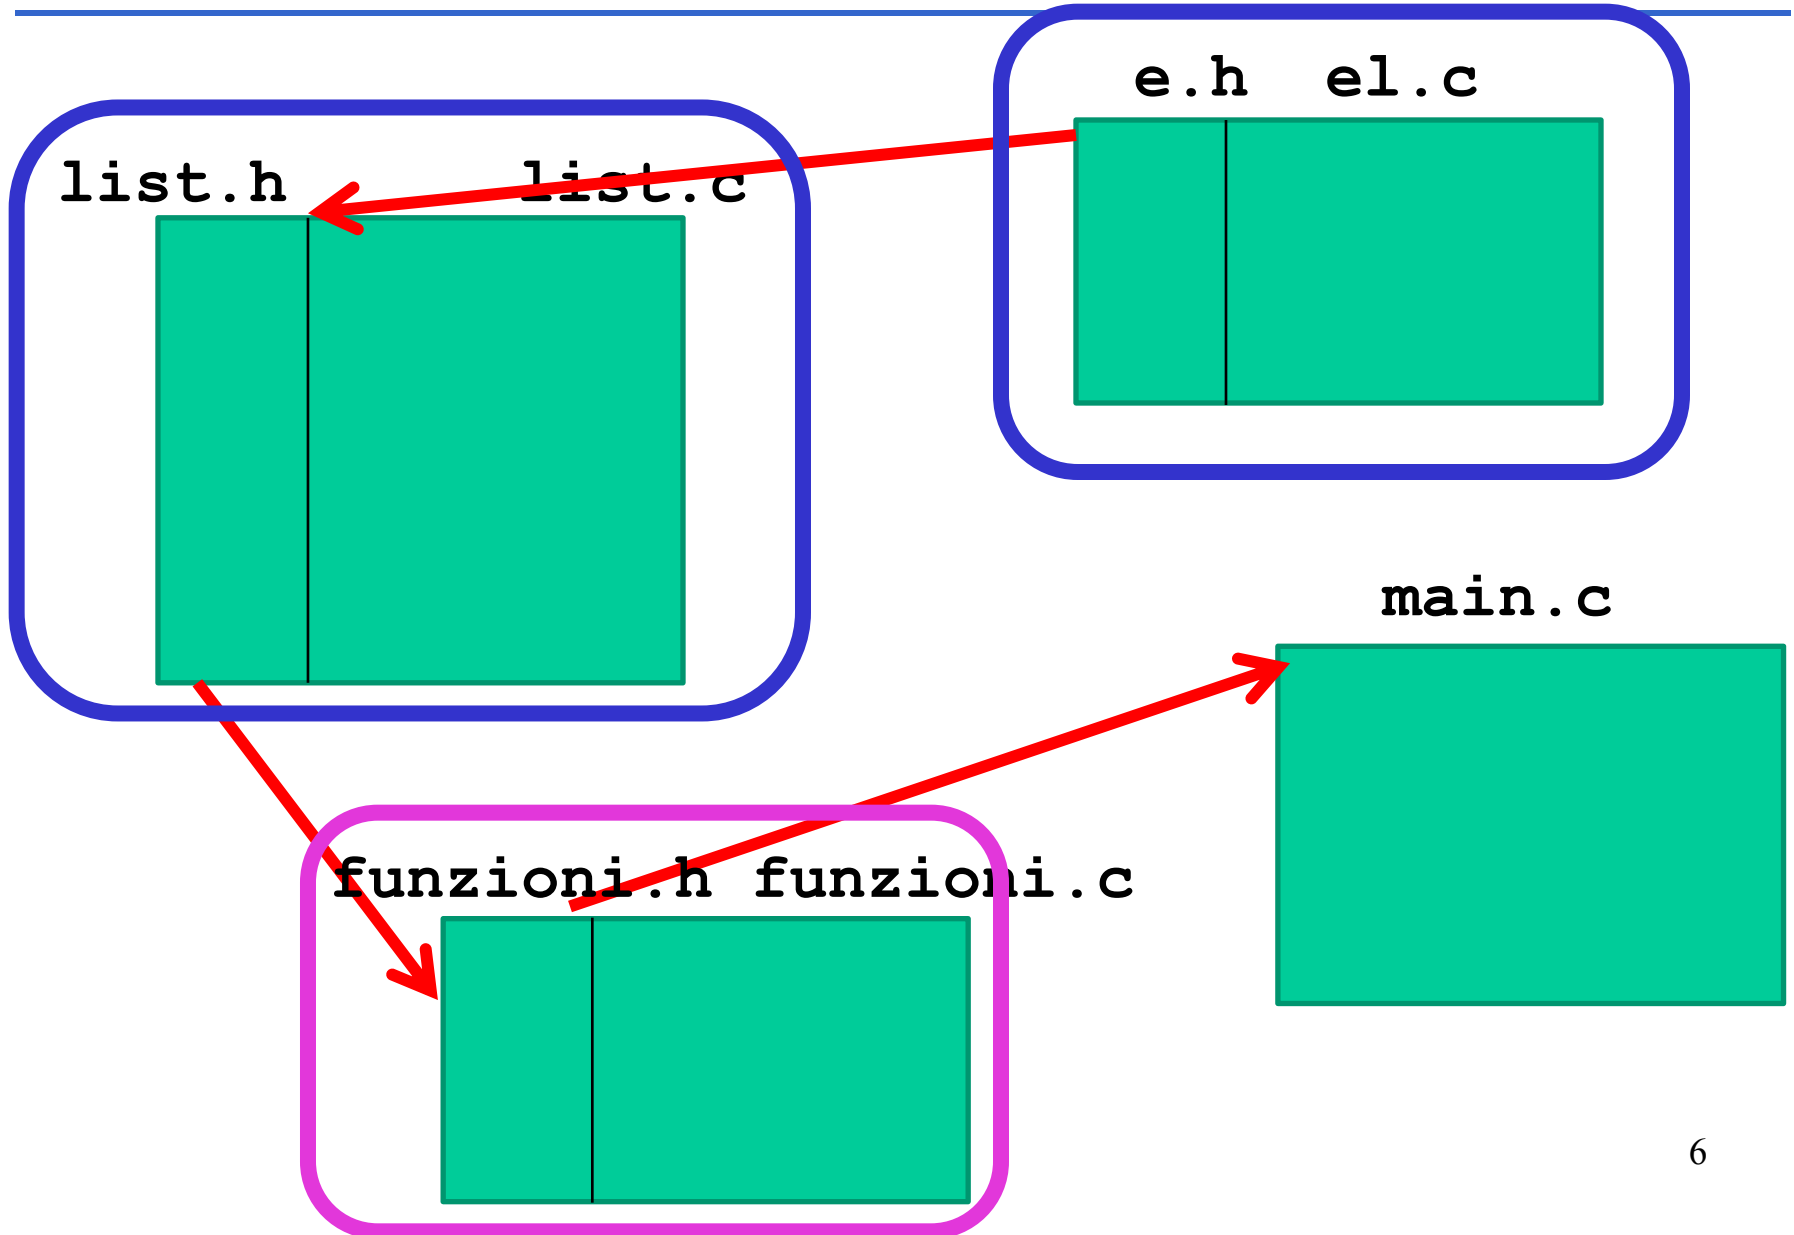 e.h el.c
list.h list.c
main.c
funzioni.h funzioni.c
6